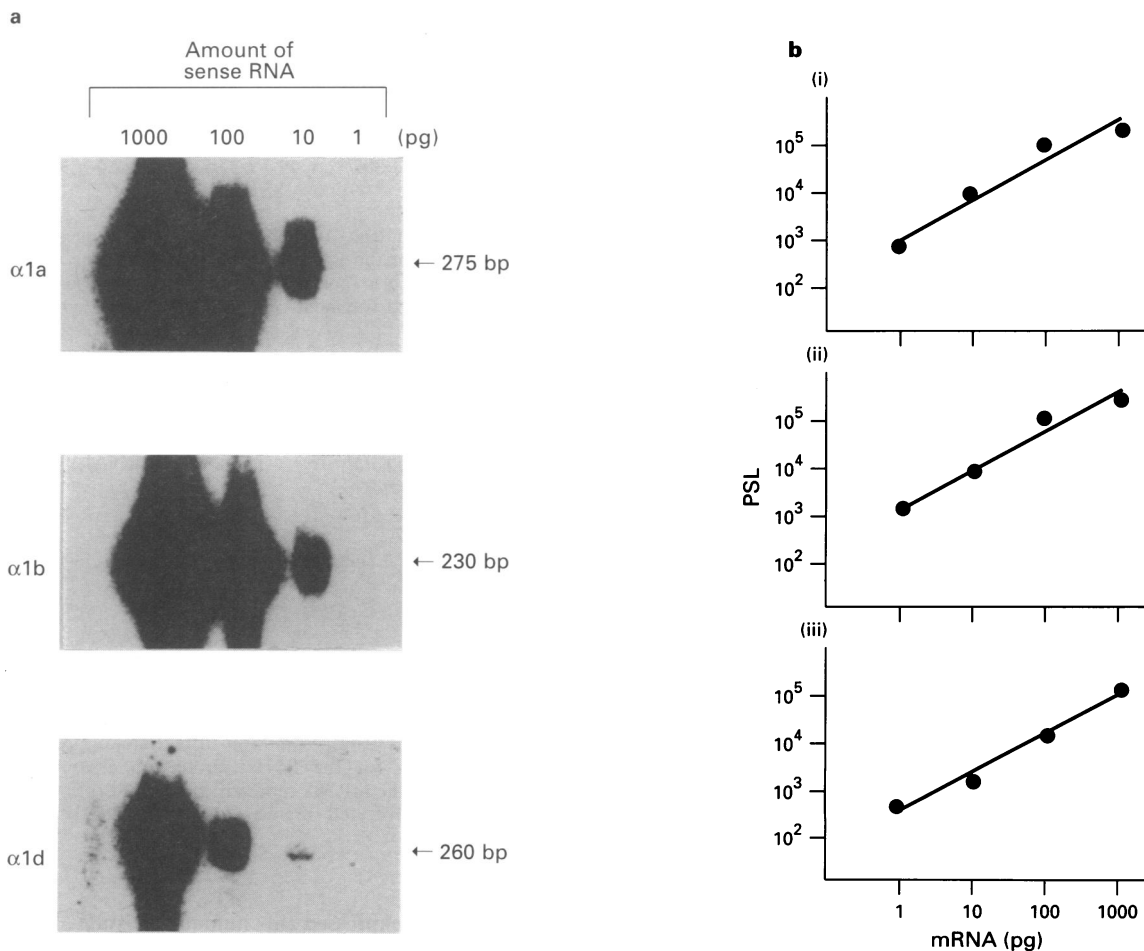 a
Amount of
sense RNA
1000 100 10 1 (pg)
α1a
← 275 bp
α1b
← 230 bp
α1d
← 260 bp
b
(i)
10⁵
10⁴
10³
10²
(ii)
10⁵
10⁴
10³
10²
PSL
(iii)
10⁵
10⁴
10³
10²
1 10 100 1000
mRNA (pg)